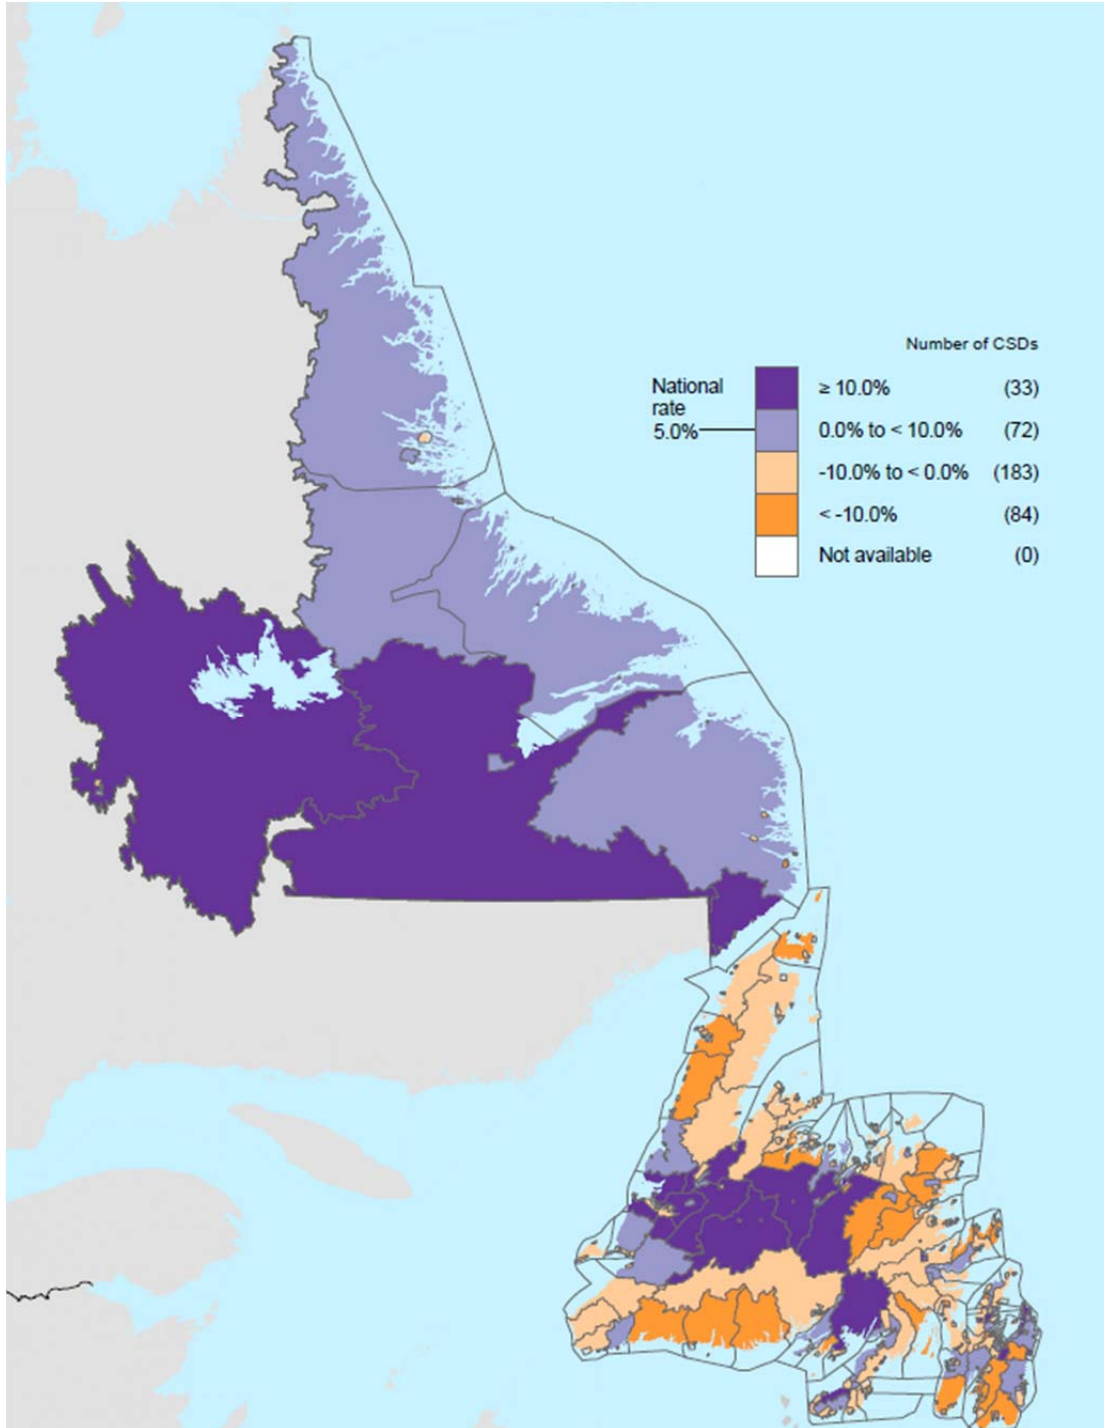 Number of CSDs
National
rate
5.0%
≥ 10.0% (33)
0.0% to < 10.0% (72)
-10.0% to < 0.0% (183)
< -10.0% (84)
Not available (0)